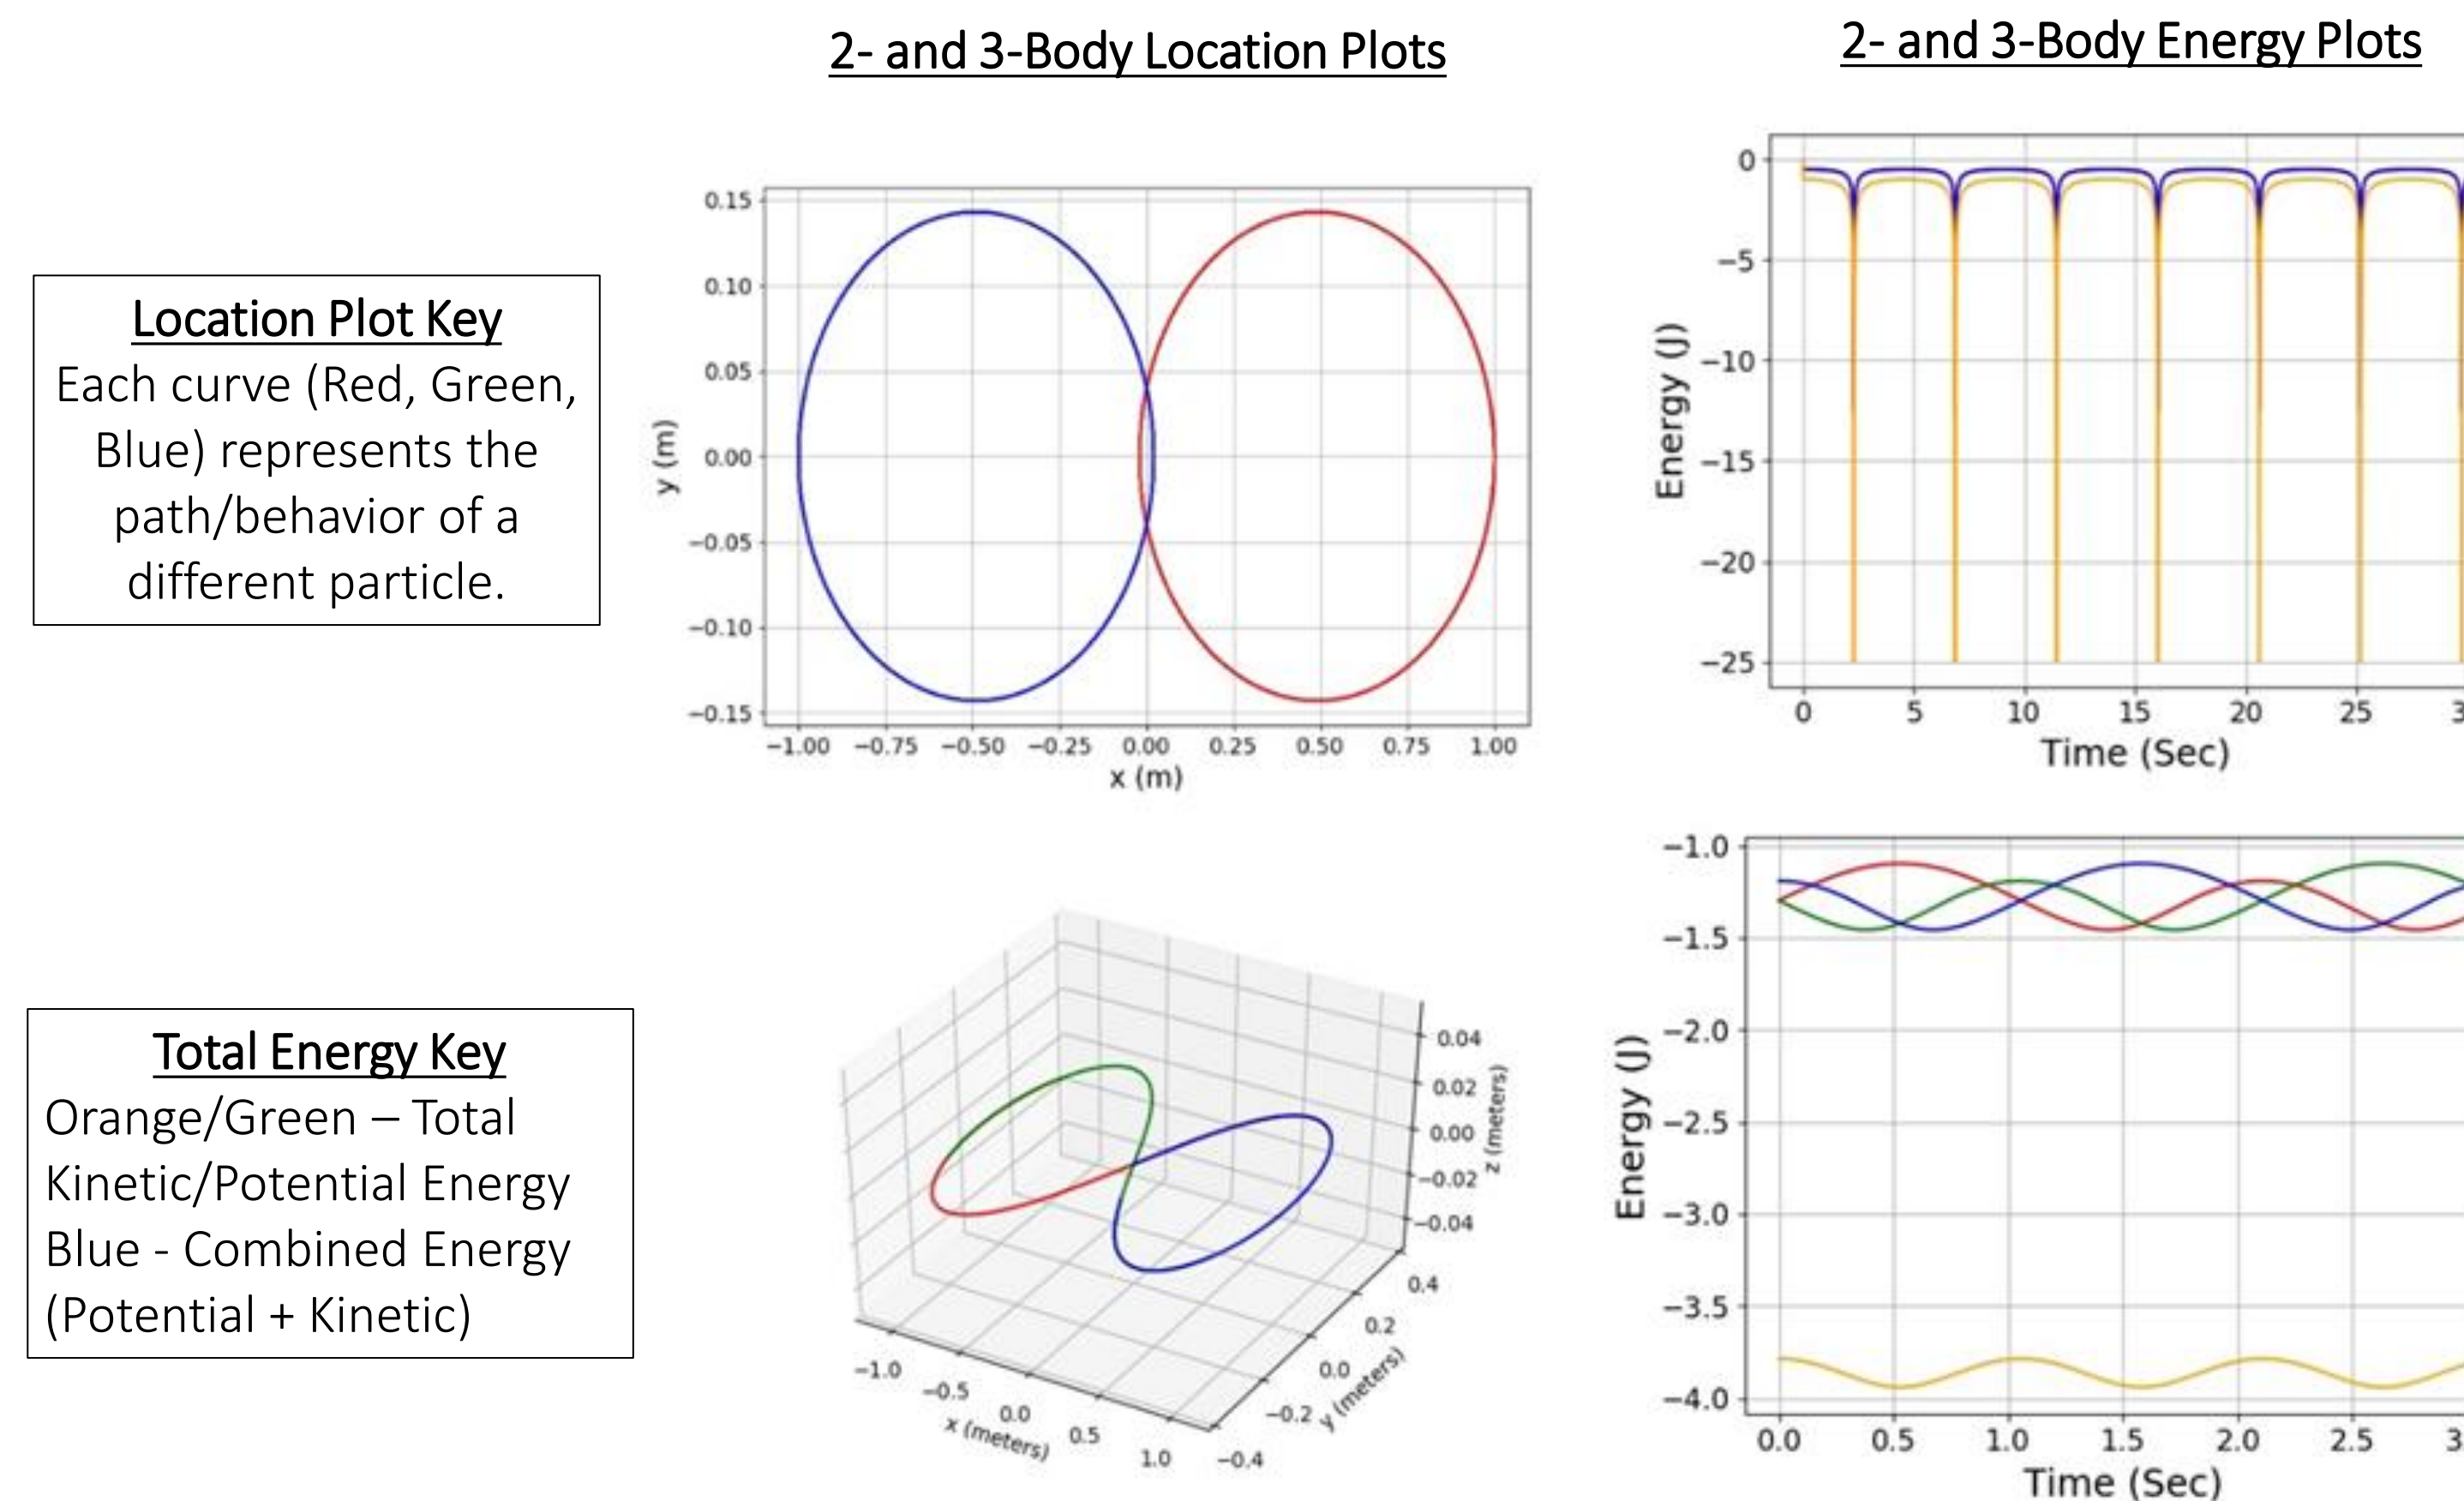 2- and 3-Body Location Plots
2- and 3-Body Energy Plots
Location Plot Key
Each curve (Red, Green,
Blue) represents the
path/behavior of a
different particle.
0.15
0.10
0.05
0.00
−0.05
−0.10
−0.15
y (m)
−1.00 −0.75 −0.50 −0.25 0.00 0.25 0.50 0.75 1.00
x (m)
0
−5
−10
−15
−20
−25
Energy (J)
0 5 10 15 20 25
Time (Sec)
Total Energy Key
Orange/Green – Total
Kinetic/Potential Energy
Blue - Combined Energy
(Potential + Kinetic)
0.04
0.02
0.00
−0.02
−0.04
z (meters)
0.4
0.2
0.0
−0.2
−0.4
y (meters)
−1.0
−0.5
0.0
0.5
1.0
x (meters)
−1.0
−1.5
−2.0
−2.5
−3.0
−3.5
−4.0
Energy (J)
0.0 0.5 1.0 1.5 2.0 2.5
Time (Sec)